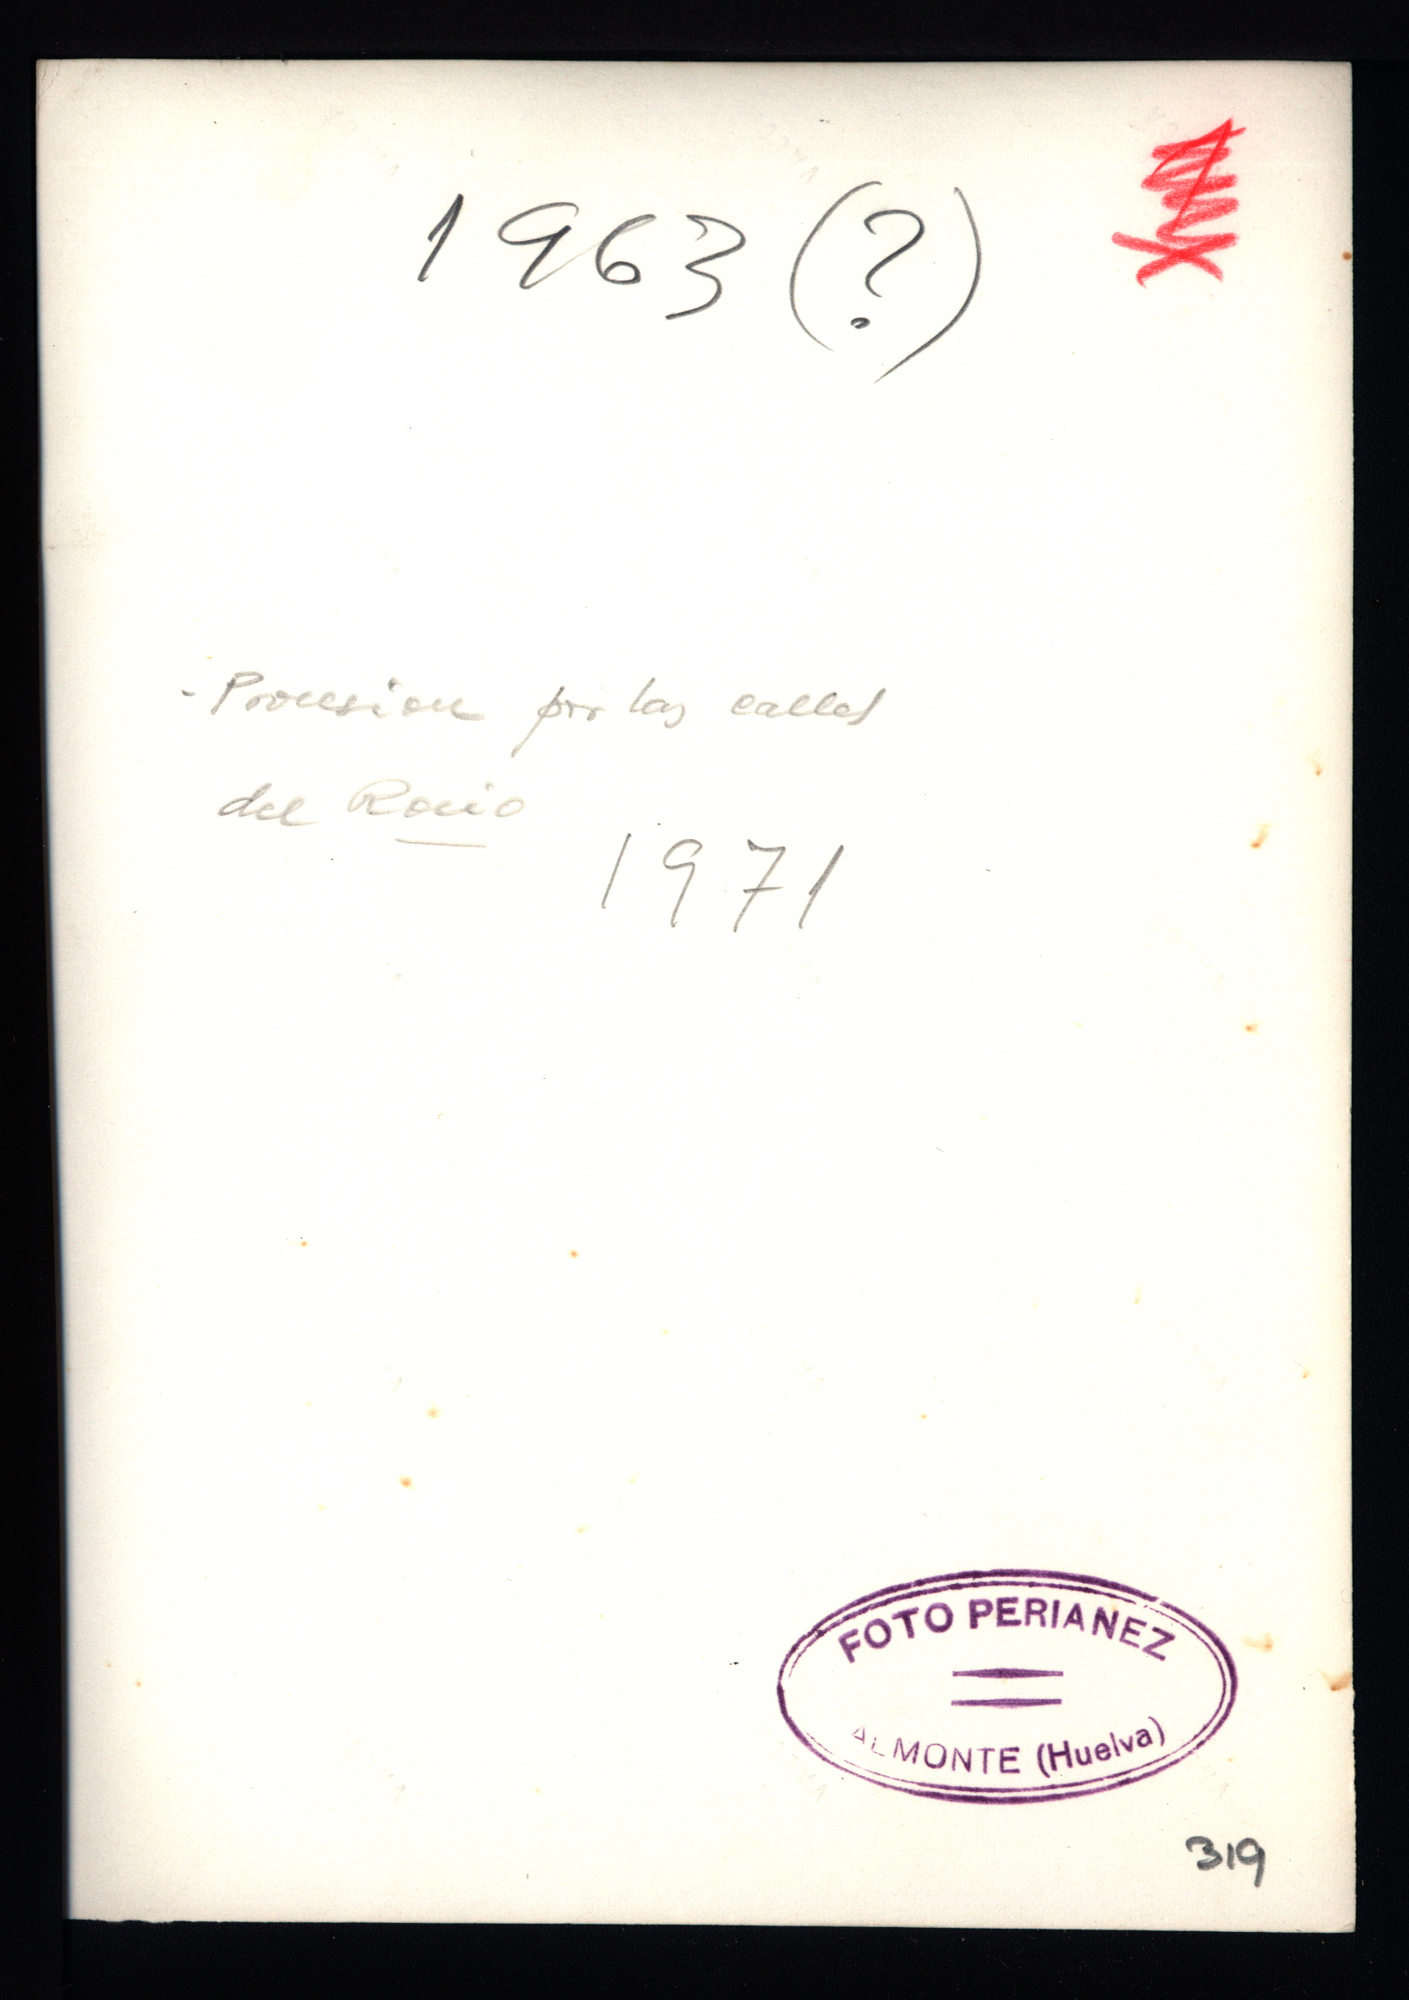 1963 (?)
- Procesion por las calles
del Rocio
1971
FOTO PERIANEZ
ALMONTE (Huelva)
319